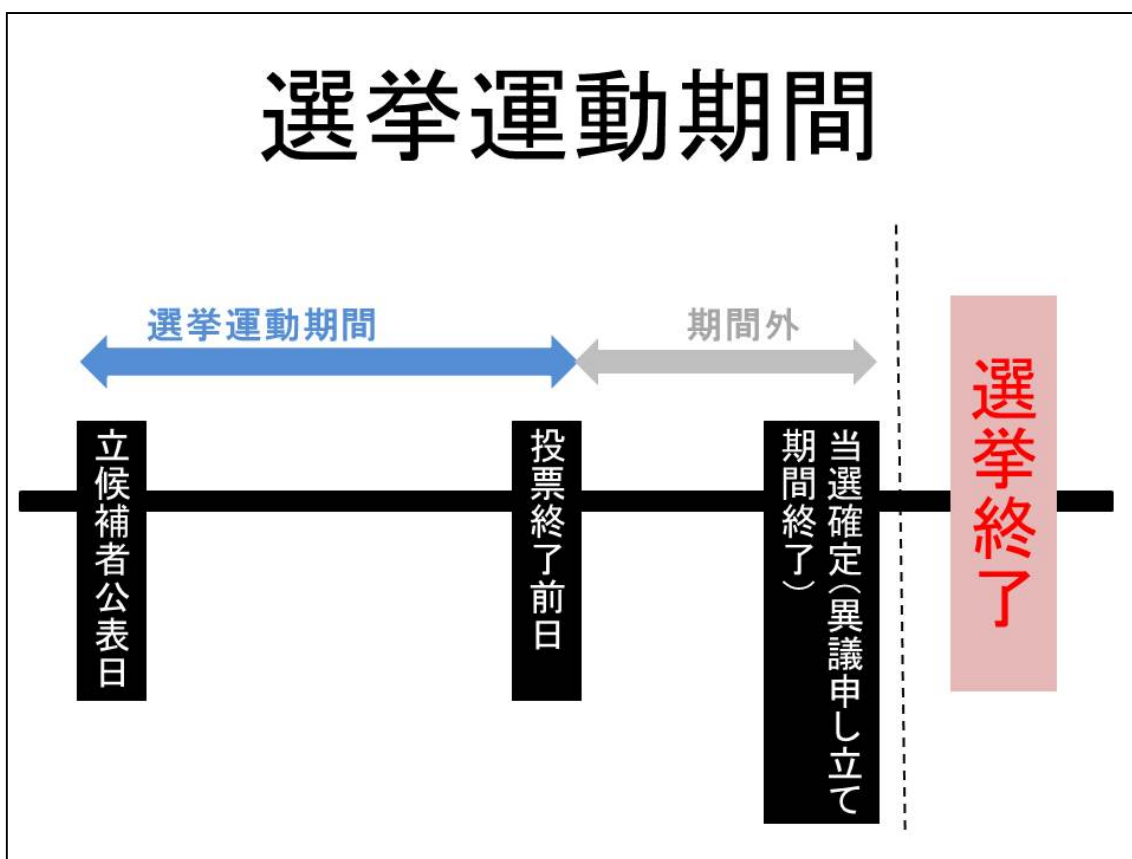 選挙運動期間
選挙運動期間
期間外
立候補者公表日
投票終了前日
当選確定(異議申し立て
期間終了)
選挙終了